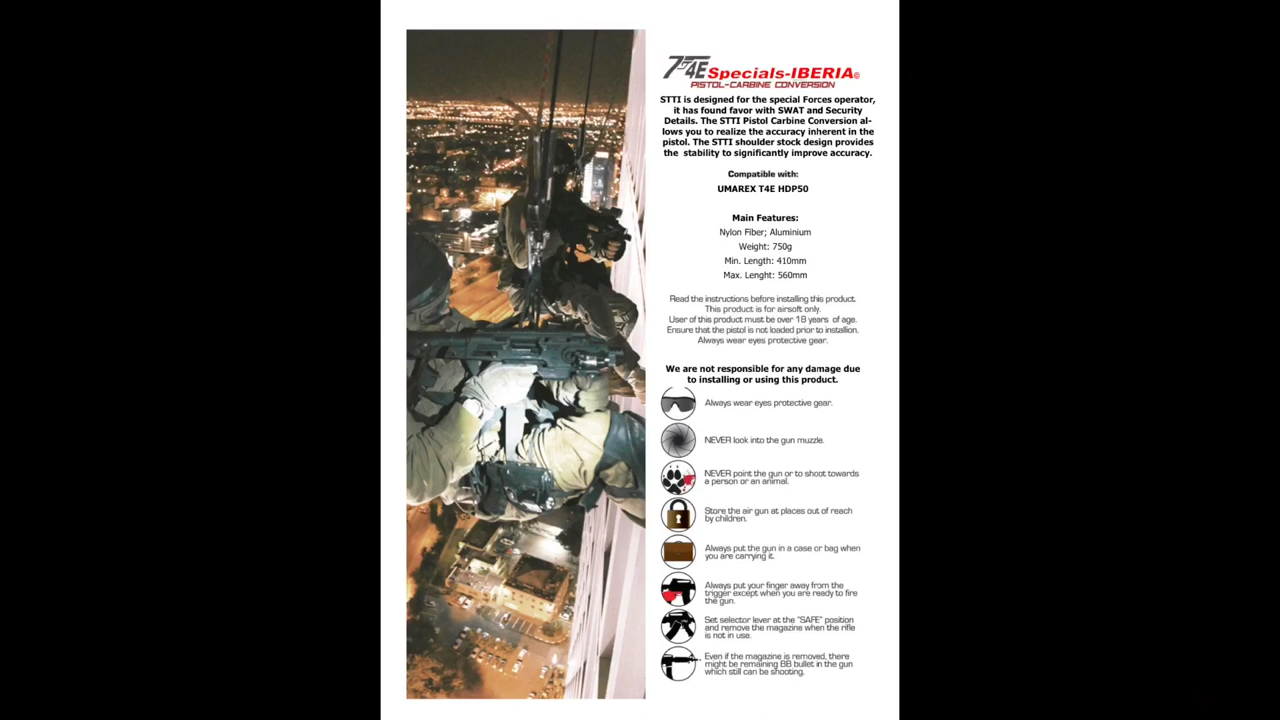 T4E Specials-IBERIA©
PISTOL-CARBINE CONVERSION
STTI is designed for the special Forces operator,
it has found favor with SWAT and Security
Details. The STTI Pistol Carbine Conversion al-
lows you to realize the accuracy inherent in the
pistol. The STTI shoulder stock design provides
the stability to significantly improve accuracy.
Compatible with:
UMAREX T4E HDP50
Main Features:
Nylon Fiber; Aluminium
Weight: 750g
Min. Length: 410mm
Max. Lenght: 560mm
Read the instructions before installing this product.
This product is for airsoft only.
User of this product must be over 18 years of age.
Ensure that the pistol is not loaded prior to installion.
Always wear eyes protective gear.
We are not responsible for any damage due
to installing or using this product.
Always wear eyes protective gear.
NEVER look into the gun muzzle.
NEVER point the gun or to shoot towards
a person or an animal.
Store the air gun at places out of reach
by children.
Always put the gun in a case or bag when
you are carrying it.
Always put your finger away from the
trigger except when you are ready to fire
the gun.
Set selector lever at the "SAFE" position
and remove the magazine when the rifle
is not in use.
Even if the magazine is removed, there
might be remaining BB bullet in the gun
which still can be shooting.